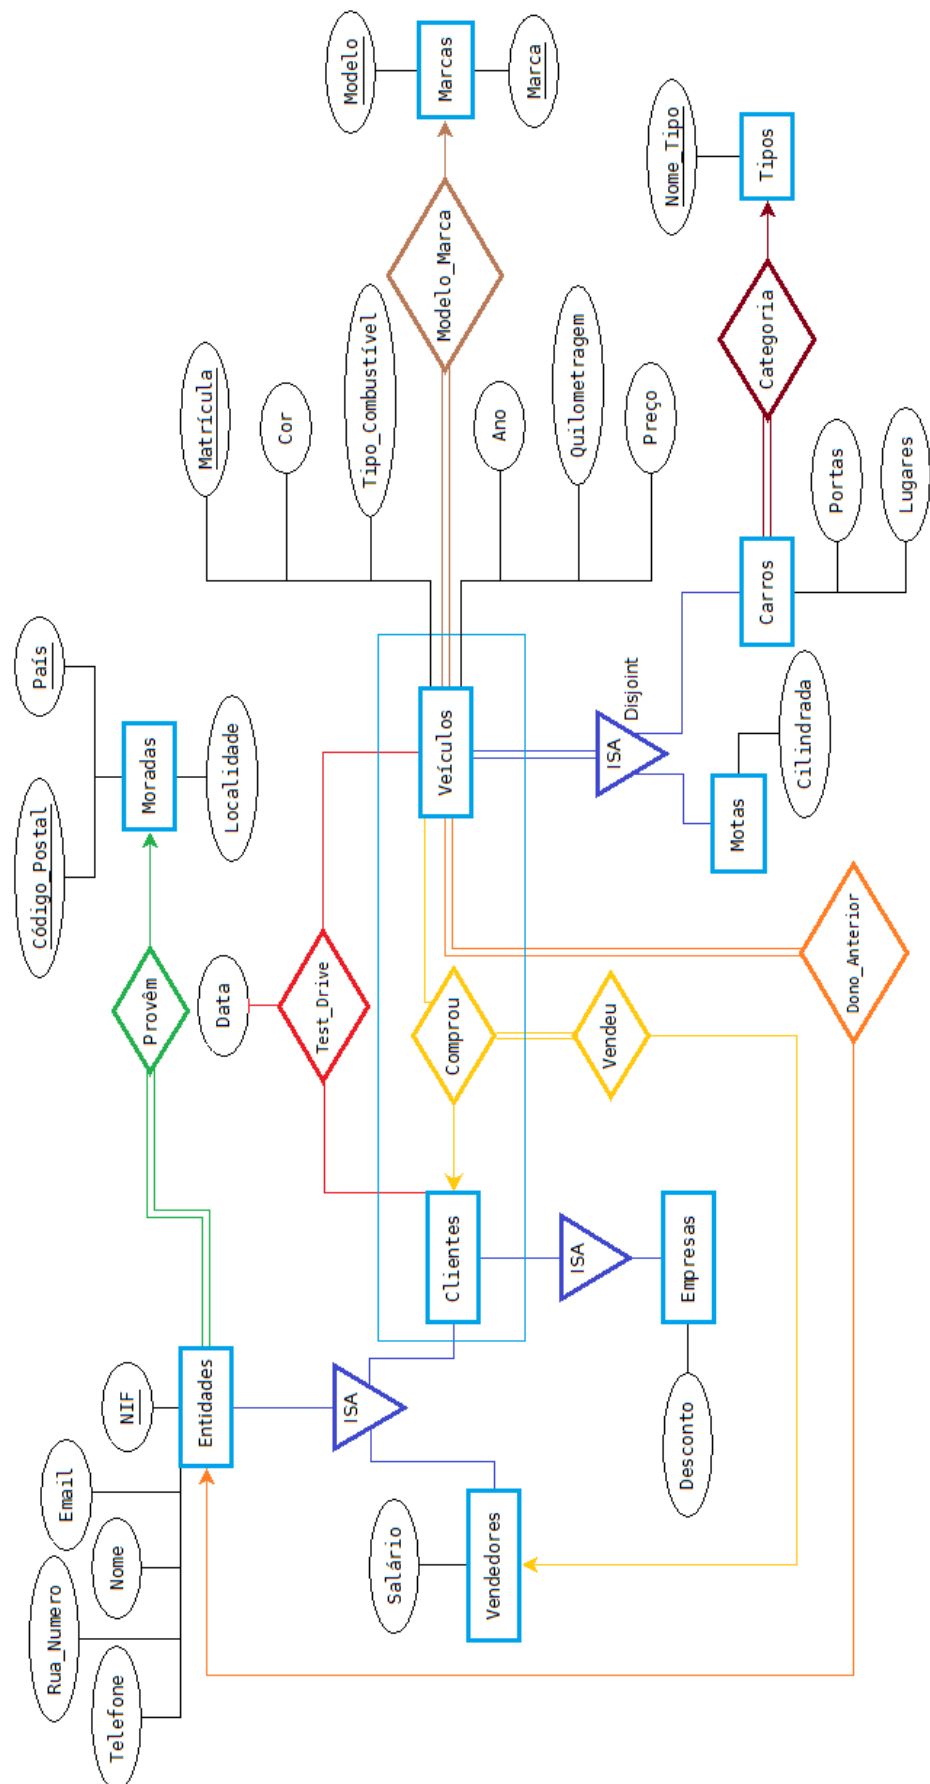 Telefone
Rua_Numero
Nome
Email
NIF
Entidades
Provêm
Código_Postal
País
Moradas
Localidade
Data
Test_Drive
Matrícula
Cor
Tipo_Combustível
Ano
Quilometragem
Preço
Modelo_Marca
Modelo
Marcas
Marca
Salário
Vendedores
ISA
Clientes
Comprou
Veículos
Vendeu
ISA
Empresas
Desconto
ISA
Disjoint
Motas
Cilindrada
Carros
Portas
Lugares
Categoria
Nome_Tipo
Tipos
Dono_Anterior